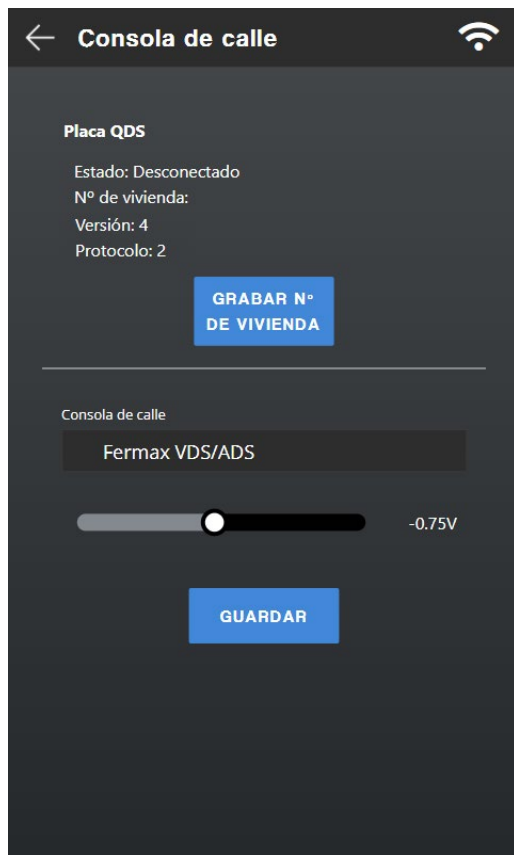 Consola de calle
Placa QDS
Estado: Desconectado
Nº de vivienda:
Versión: 4
Protocolo: 2
GRABAR Nº
DE VIVIENDA
Consola de calle
Fermax VDS/ADS
-0.75V
GUARDAR